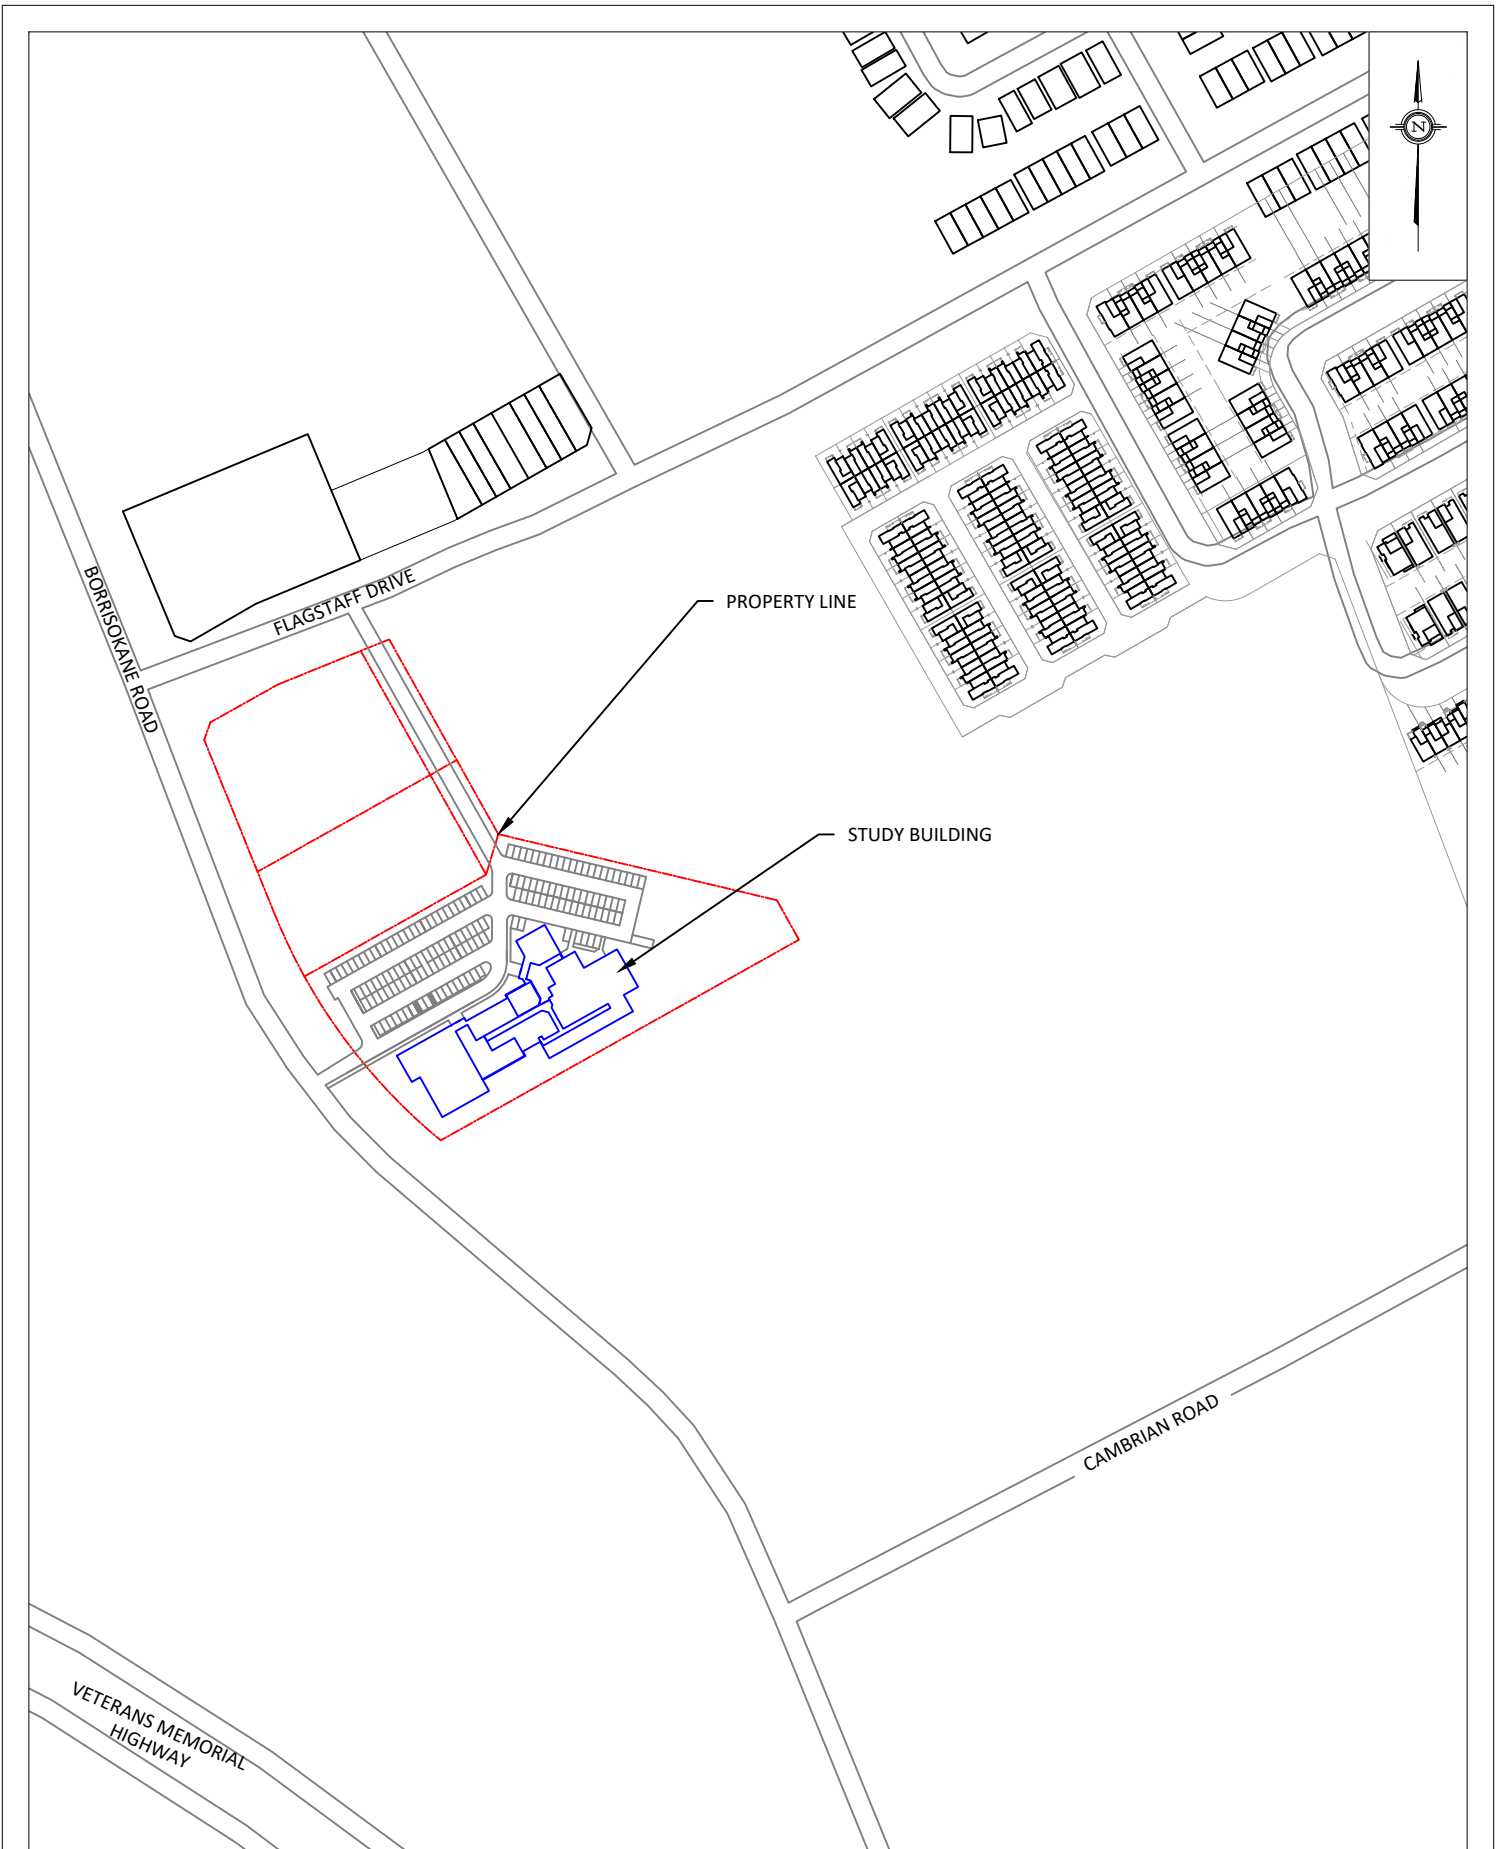 N
BORRISOKANE ROAD
FLAGSTAFF DRIVE
PROPERTY LINE
STUDY BUILDING
CAMBRIAN ROAD
VETERANS MEMORIAL
HIGHWAY